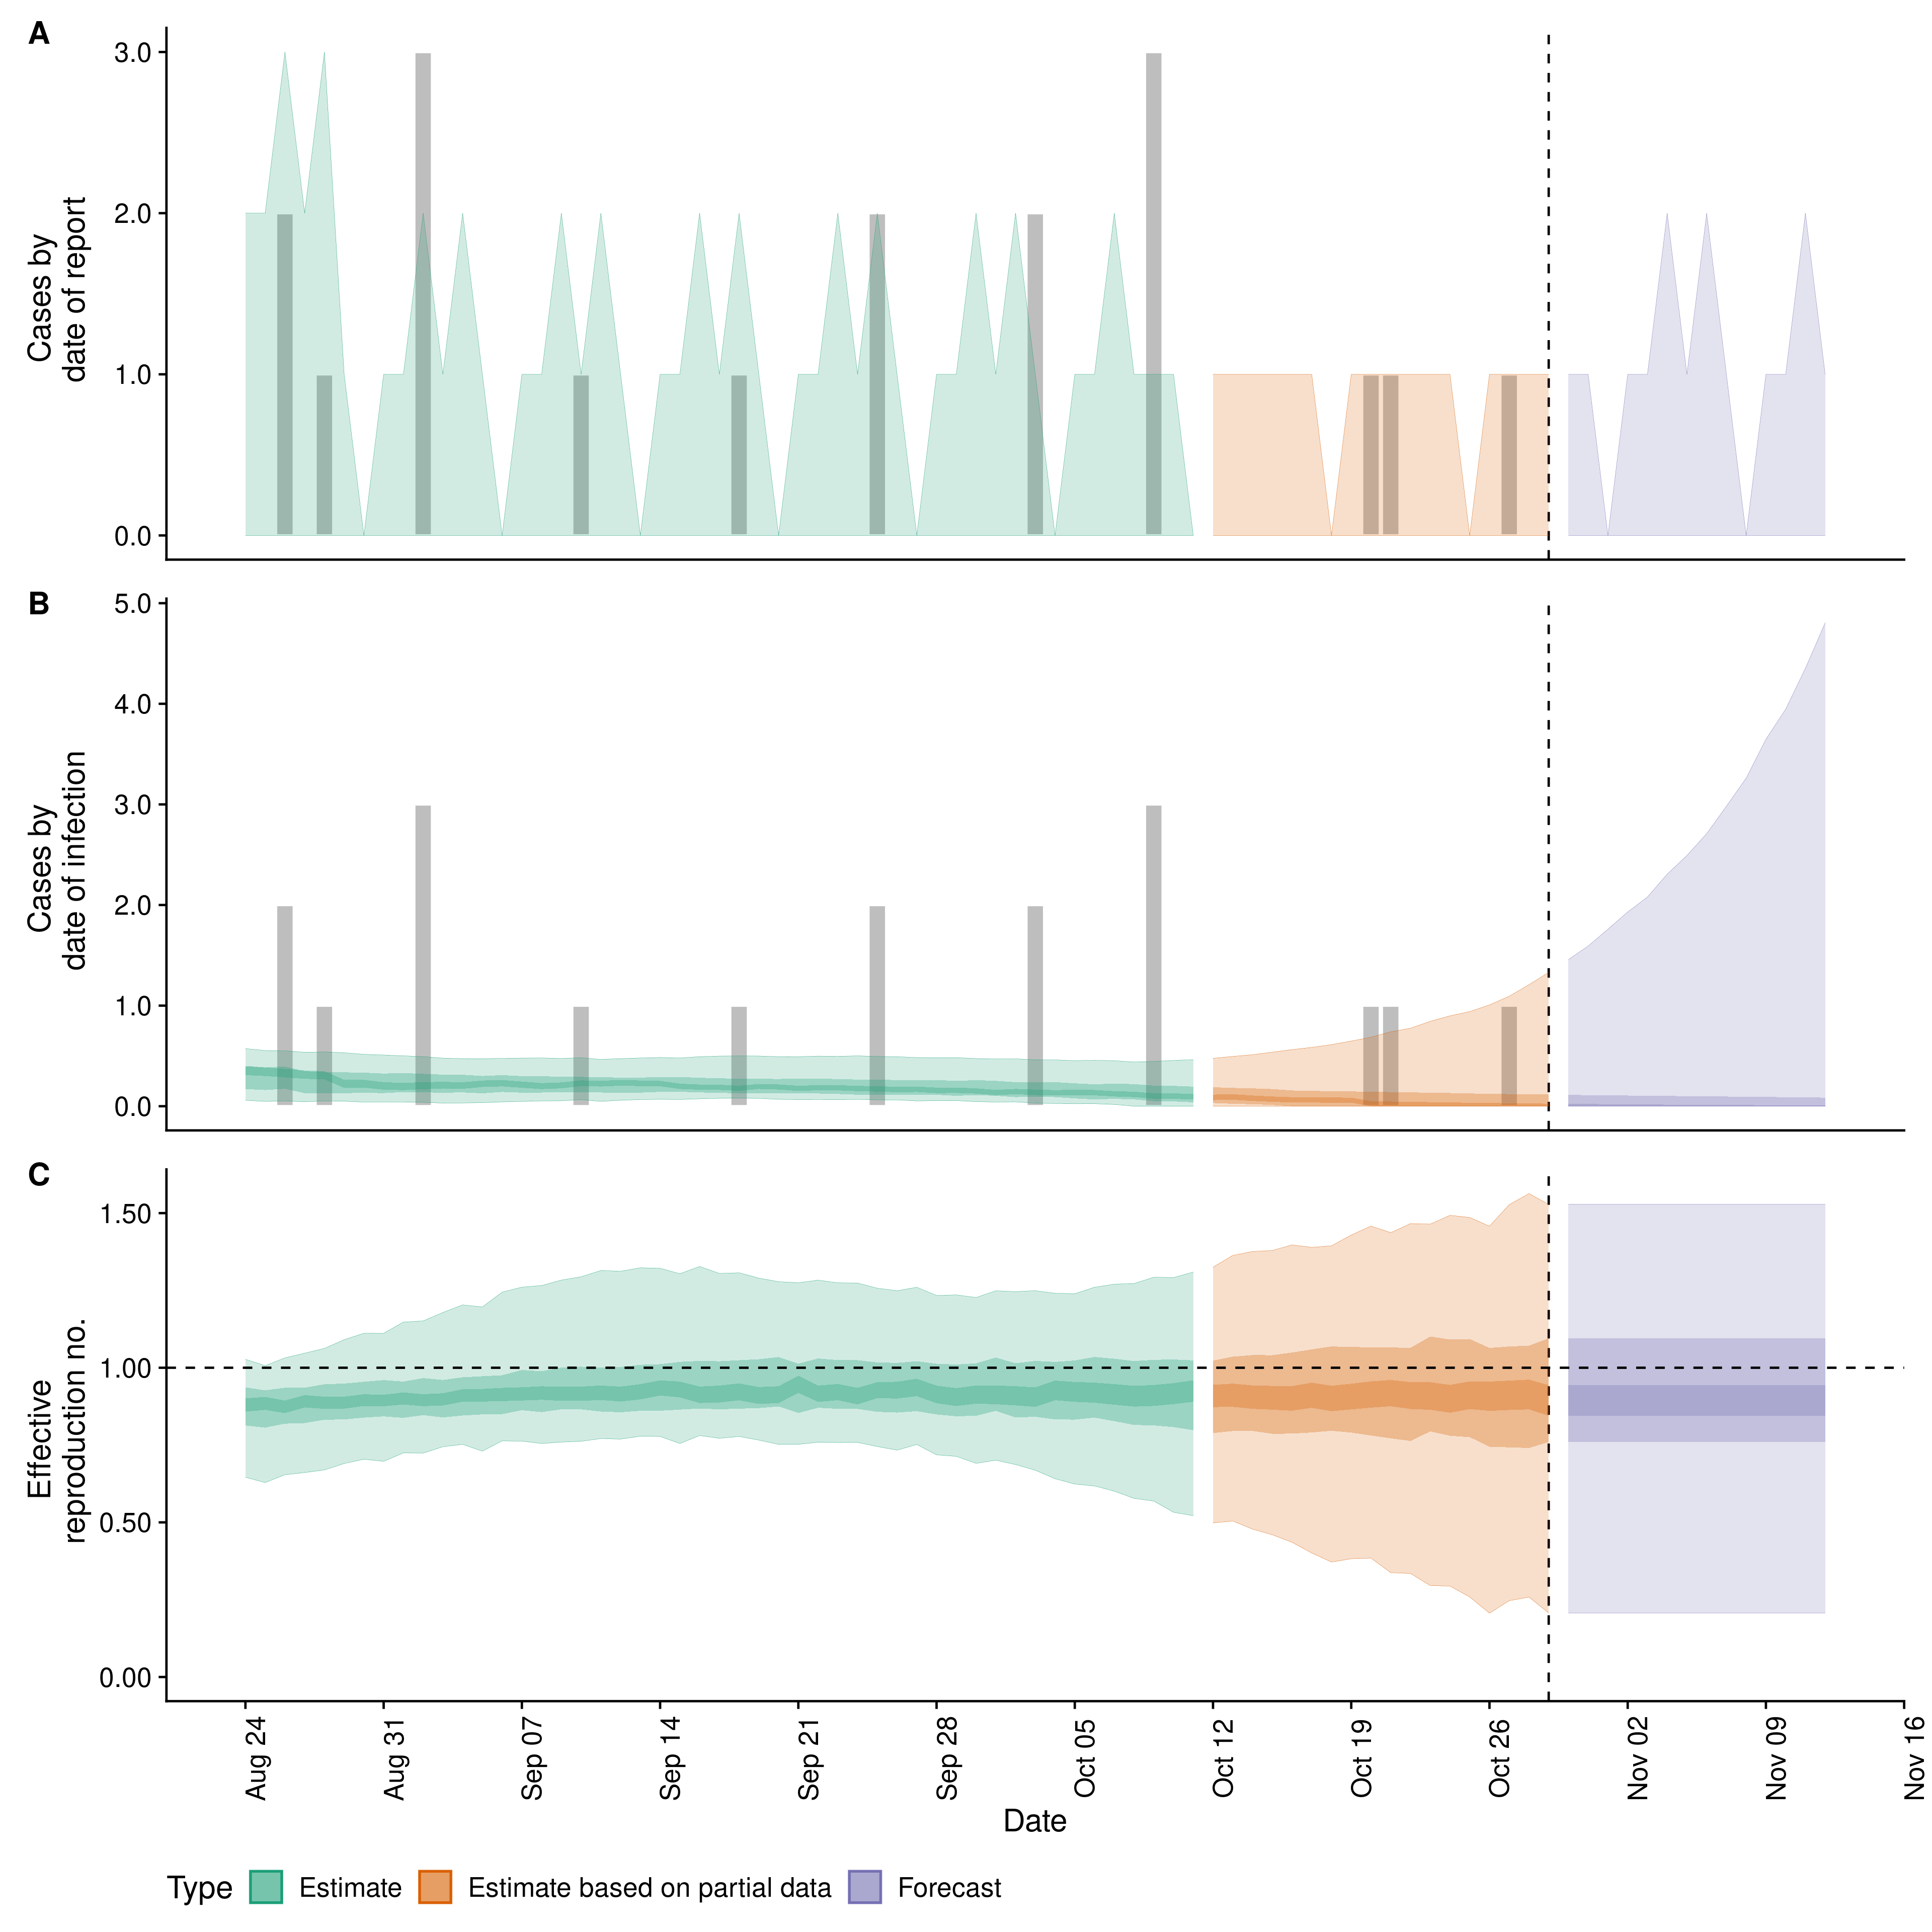 A
Cases by
date of report
3.0
2.0
1.0
0.0
B
Cases by
date of infection
5.0
4.0
3.0
2.0
1.0
0.0
C
Effective
reproduction no.
1.50
1.00
0.50
0.00
Aug 24
Aug 31
Sep 07
Sep 14
Sep 21
Sep 28
Oct 05
Oct 12
Oct 19
Oct 26
Nov 02
Nov 09
Nov 16
Date
Type
Estimate
Estimate based on partial data
Forecast